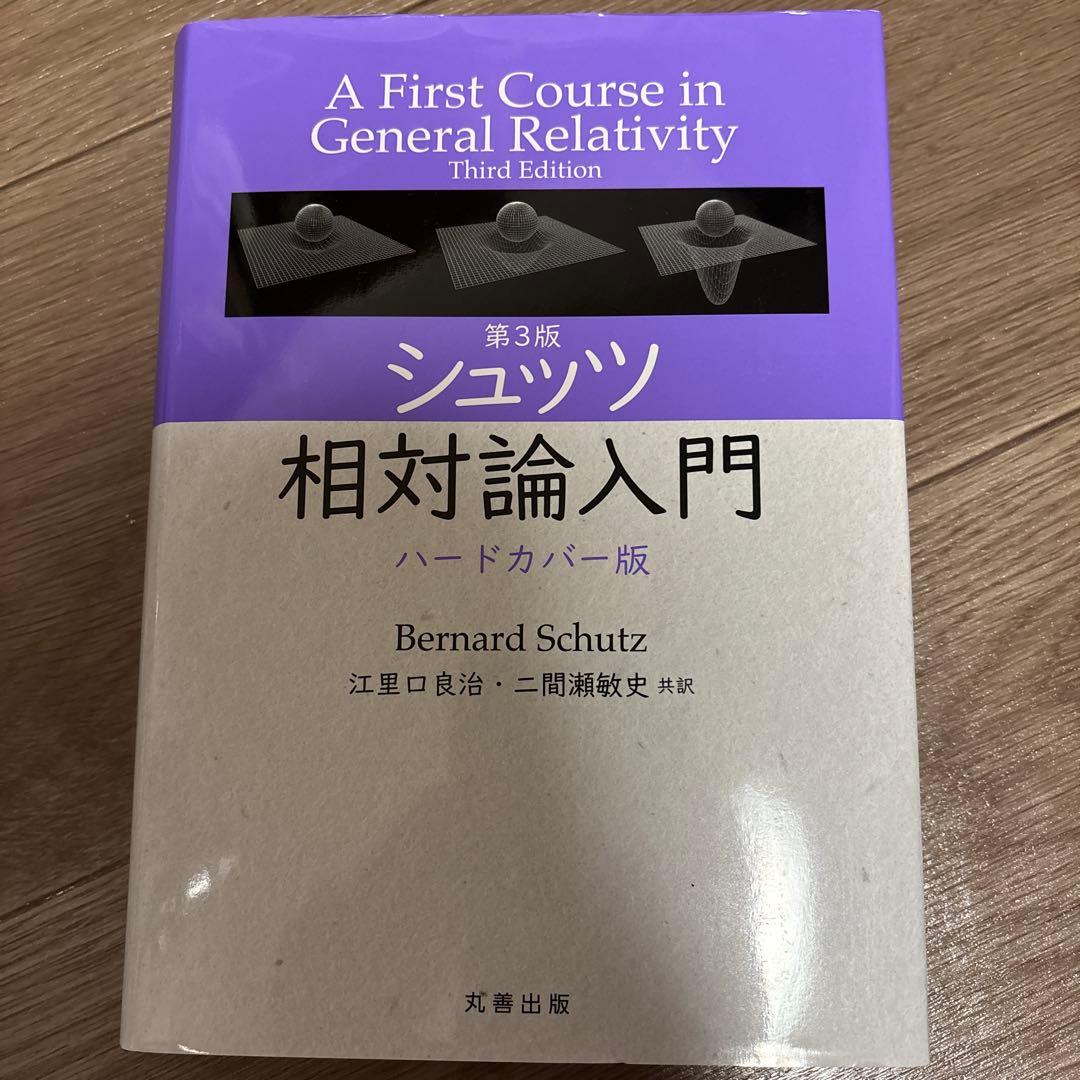 A First Course in
General Relativity
Third Edition
第3版
シュッツ
相対論入門
ハードカバー版
Bernard Schutz
江里口良治・二間瀬敏史 共訳
丸善出版